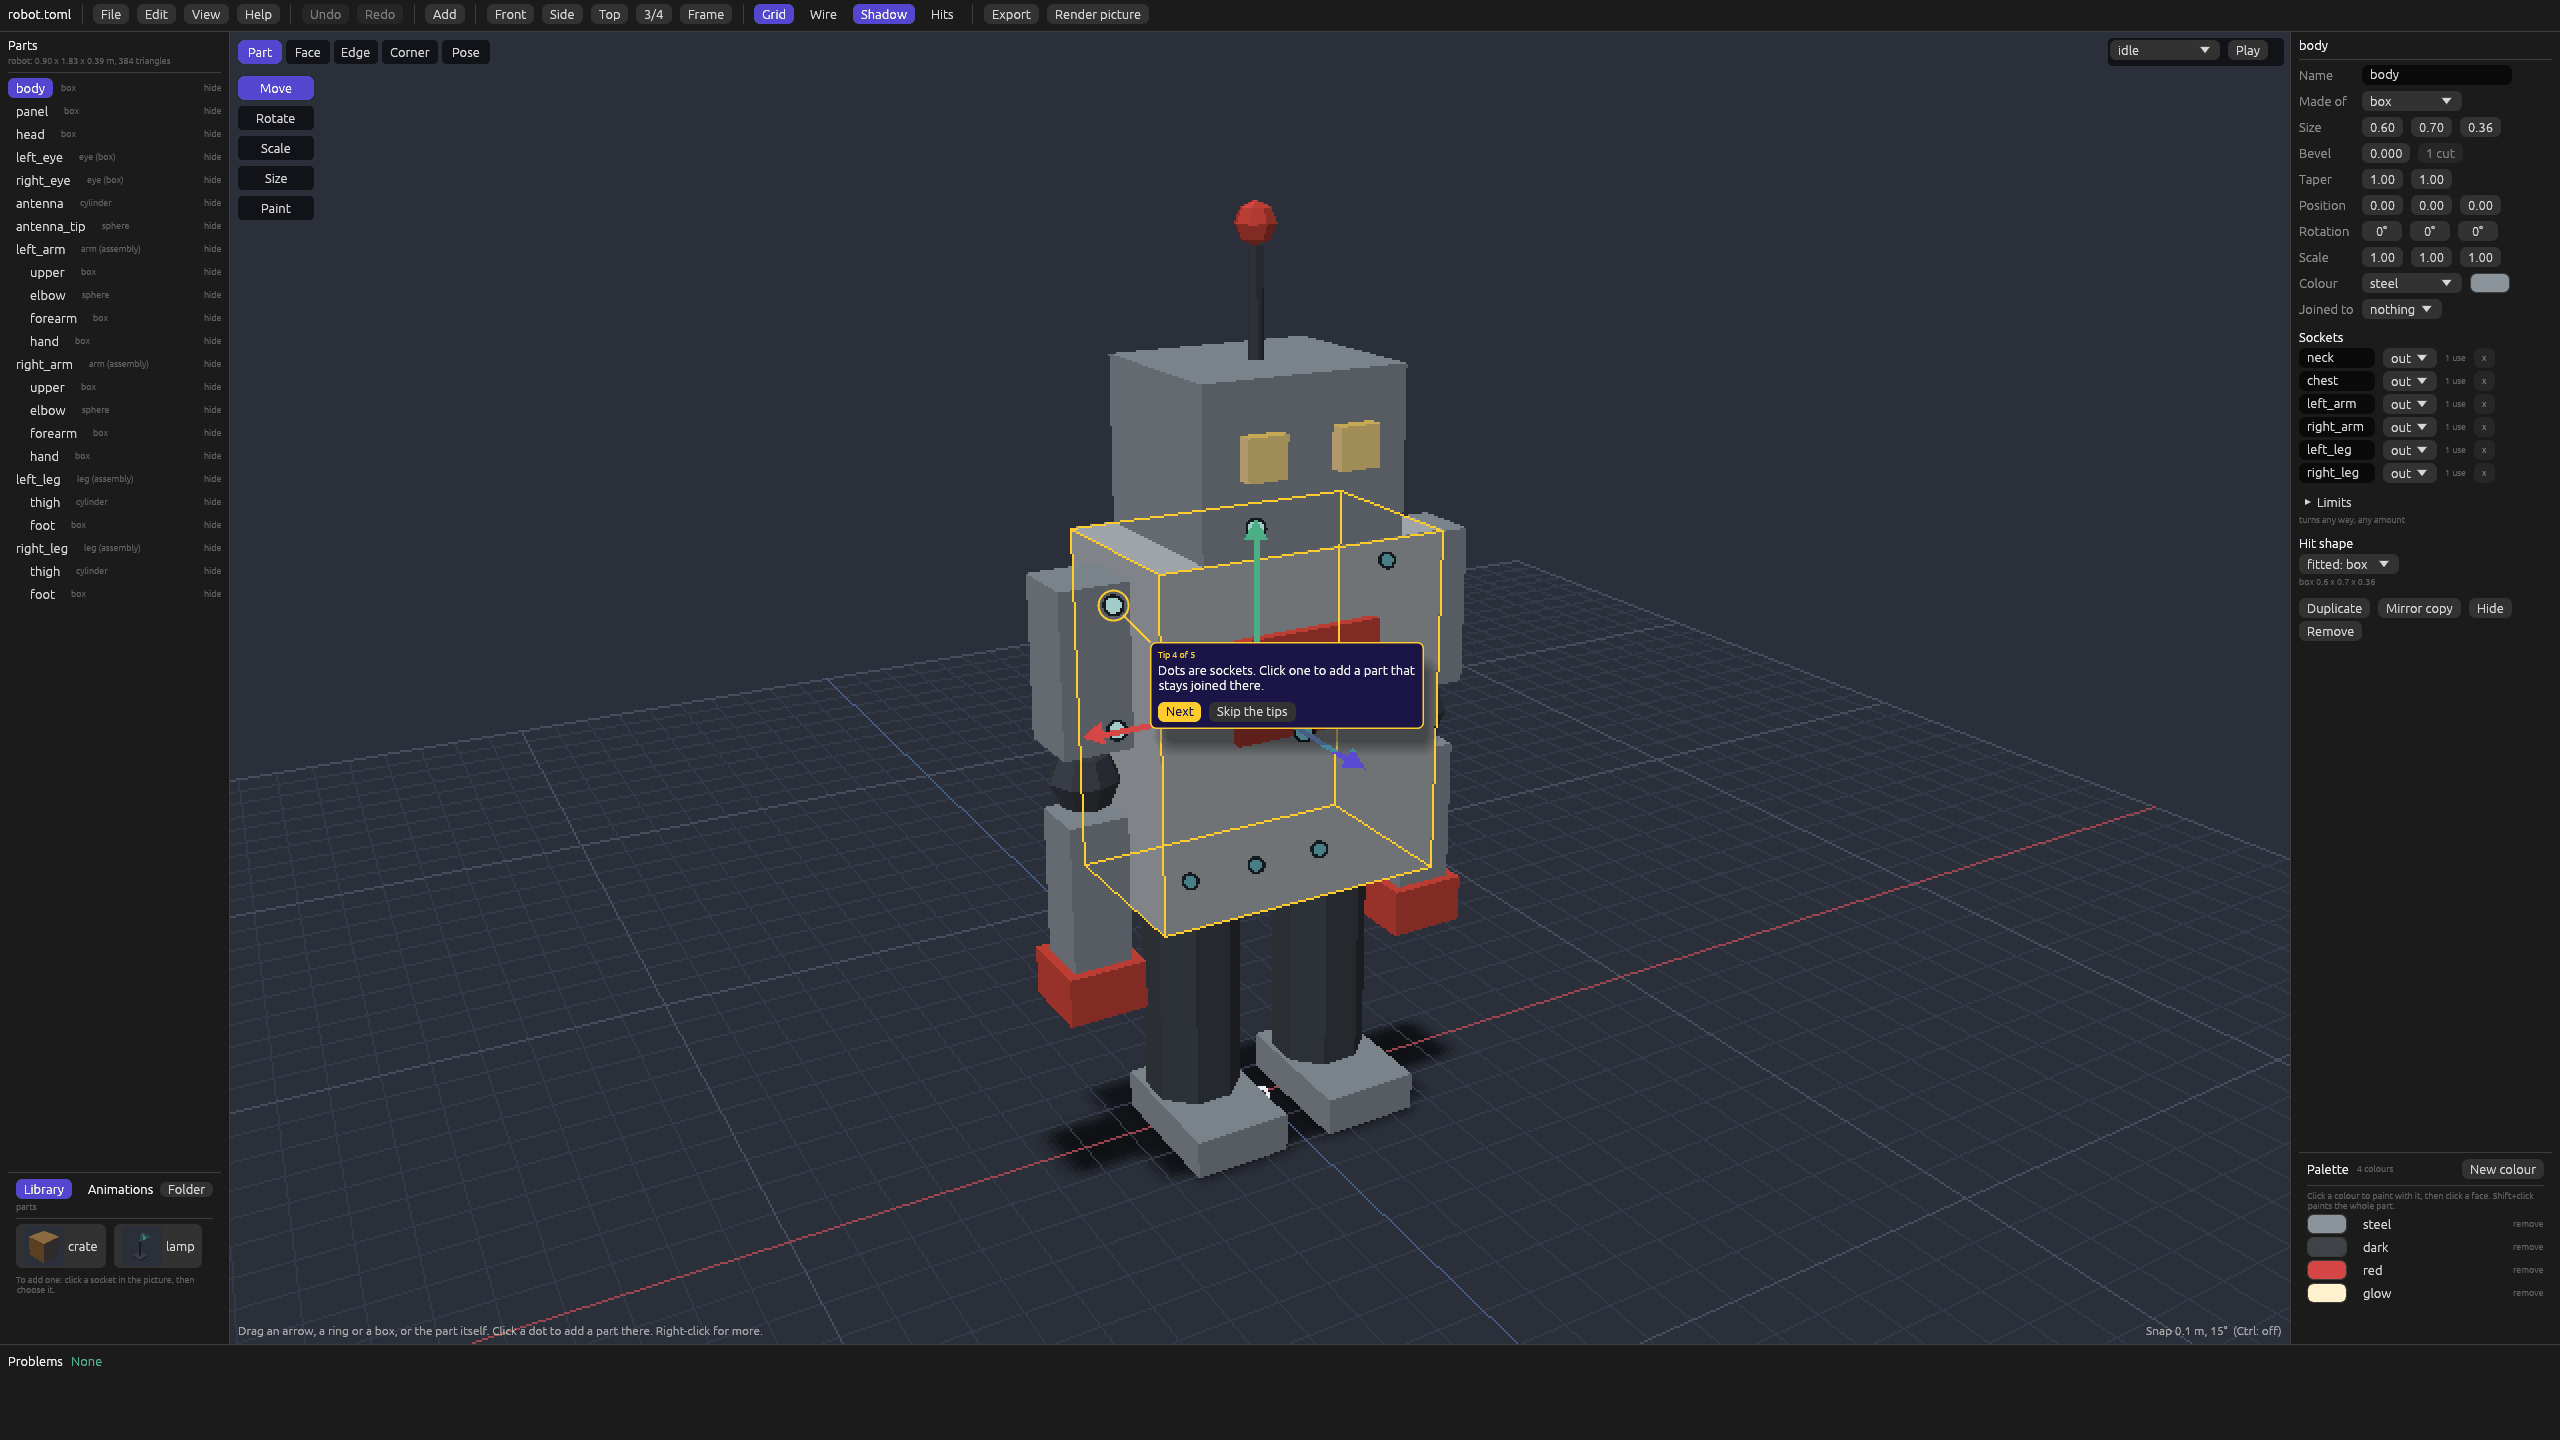 robot.toml File Edit View Help Undo Redo Add Front Side Top 3/4 Frame Grid Wire Shadow Hits Export Render picture
Parts
robot: 0.90 x 1.83 x 0.39 m, 384 triangles
body box hide
panel box hide
head box hide
left_eye eye (box) hide
right_eye eye (box) hide
antenna cylinder hide
antenna_tip sphere hide
left_arm arm (assembly) hide
upper box hide
elbow sphere hide
forearm box hide
hand box hide
right_arm arm (assembly) hide
upper box hide
elbow sphere hide
forearm box hide
hand box hide
left_leg leg (assembly) hide
thigh cylinder hide
foot box hide
right_leg leg (assembly) hide
thigh cylinder hide
foot box hide
Library Animations Folder
parts
crate lamp
To add one: click a socket in the picture, then
choose it.
Part Face Edge Corner Pose
Move
Rotate
Scale
Size
Paint
idle Play
Tip 4 of 5
Dots are sockets. Click one to add a part that
stays joined there.
Next Skip the tips
Drag an arrow, a ring or a box, or the part itself. Click a dot to add a part there. Right-click for more.
Snap 0.1 m, 15° (Ctrl: off)
body
Name body
Made of box
Size 0.60 0.70 0.36
Bevel 0.000 1 cut
Taper 1.00 1.00
Position 0.00 0.00 0.00
Rotation 0° 0° 0°
Scale 1.00 1.00 1.00
Colour steel
Joined to nothing
Sockets
neck out 1 use x
chest out 1 use x
left_arm out 1 use x
right_arm out 1 use x
left_leg out 1 use x
right_leg out 1 use x
Limits
turns any way, any amount
Hit shape
fitted: box
box 0.6 x 0.7 x 0.36
Duplicate Mirror copy Hide
Remove
Palette 4 colours New colour
Click a colour to paint with it, then click a face. Shift+click
paints the whole part.
steel remove
dark remove
red remove
glow remove
Problems None